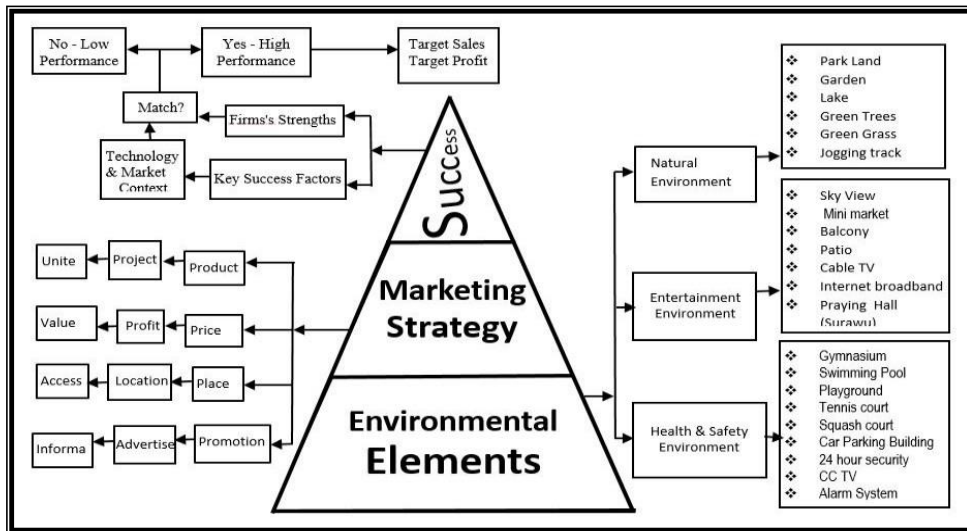 No - Low
Performance
Yes - High
Performance
Target Sales
Target Profit
Match?
Firms's Strengths
Technology
& Market
Context
Key Success Factors
Success
Unite
Project
Product
Value
Profit
Price
Access
Location
Place
Informa
Advertise
Promotion
Marketing
Strategy
Environmental
Elements
Natural
Environment
Entertainment
Environment
Health & Safety
Environment
❖ Park Land
❖ Garden
❖ Lake
❖ Green Trees
❖ Green Grass
❖ Jogging track
❖ Sky View
❖ Mini market
❖ Balcony
❖ Patio
❖ Cable TV
❖ Internet broadband
❖ Praying Hall
(Surawu)
❖ Gymnasium
❖ Swimming Pool
❖ Playground
❖ Tennis court
❖ Squash court
❖ Car Parking Building
❖ 24 hour security
❖ CC TV
❖ Alarm System